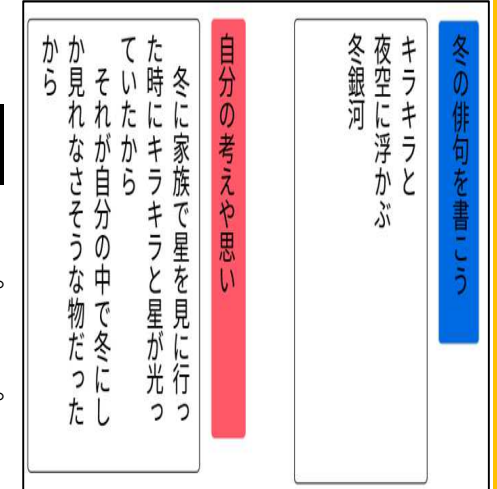 冬の俳句を書こう
キラキラと
夜空に浮かぶ
冬銀河
自分の考えや思い
冬に家族で星を見に行っ
た時にキラキラと星が光っ
ていたから
それが自分の中で冬にし
か見れなさそうな物だった
から
。
。